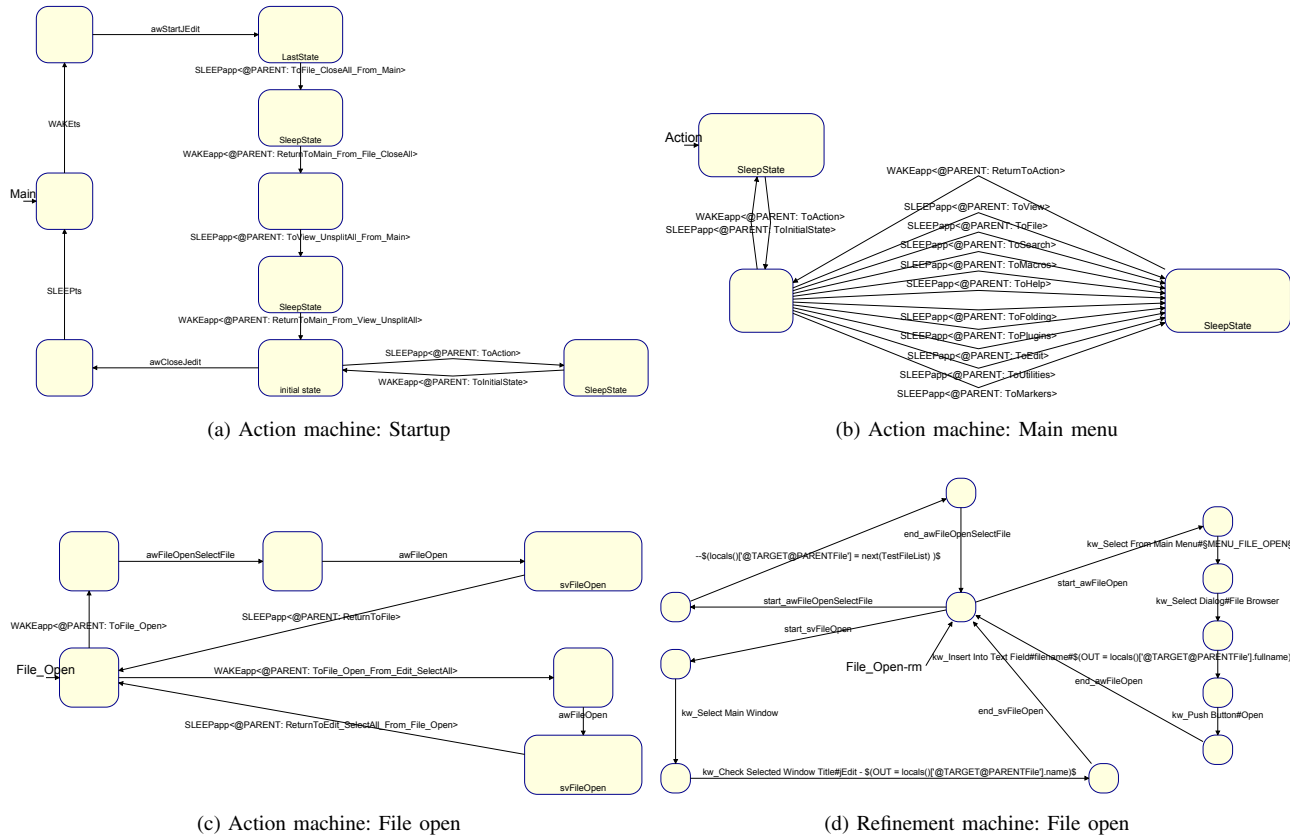 awStartJEdit
LastState
SLEEPapp<@PARENT: ToFile_CloseAll_From_Main>
WAKEts
SleepState
WAKEapp<@PARENT: ReturnToMain_From_File_CloseAll>
Main
SLEEPapp<@PARENT: ToView_UnsplitAll_From_Main>
SLEEPts
SleepState
WAKEapp<@PARENT: ReturnToMain_From_View_UnsplitAll>
SLEEPapp<@PARENT: ToAction>
awCloseJedit
WAKEapp<@PARENT: ToInitialState>
initial state
SleepState
(a) Action machine: Startup
Action
SleepState
WAKEapp<@PARENT: ReturnToAction>
SLEEPapp<@PARENT: ToView>
WAKEapp<@PARENT: ToAction>
SLEEPapp<@PARENT: ToInitialState>
SLEEPapp<@PARENT: ToFile>
SLEEPapp<@PARENT: ToSearch>
SLEEPapp<@PARENT: ToMacros>
SLEEPapp<@PARENT: ToHelp>
SLEEPapp<@PARENT: ToFolding>
SLEEPapp<@PARENT: ToPlugins>
SLEEPapp<@PARENT: ToEdit>
SLEEPapp<@PARENT: ToUtilities>
SLEEPapp<@PARENT: ToMarkers>
SleepState
(b) Action machine: Main menu
awFileOpenSelectFile
awFileOpen
svFileOpen
SLEEPapp<@PARENT: ReturnToFile>
WAKEapp<@PARENT: ToFile_Open>
File_Open
WAKEapp<@PARENT: ToFile_Open_From_Edit_SelectAll>
awFileOpen
SLEEPapp<@PARENT: ReturnToEdit_SelectAll_From_File_Open>
svFileOpen
(c) Action machine: File open
end_awFileOpenSelectFile
kw_Select From Main Menu#§MENU_FILE_OPEN§
--$(locals()['@TARGET@PARENTFile'] = next(TestFileList) )$
start_awFileOpen
kw_Select Dialog#File Browser
start_awFileOpenSelectFile
start_svFileOpen
File_Open-rm
kw_Insert Into Text Field#filename#$(OUT = locals()['@TARGET@PARENTFile'].fullname)
end_awFileOpen
kw_Select Main Window
end_svFileOpen
kw_Push Button#Open
kw_Check Selected Window Title#jEdit - $(OUT = locals()['@TARGET@PARENTFile'].name)$
(d) Refinement machine: File open